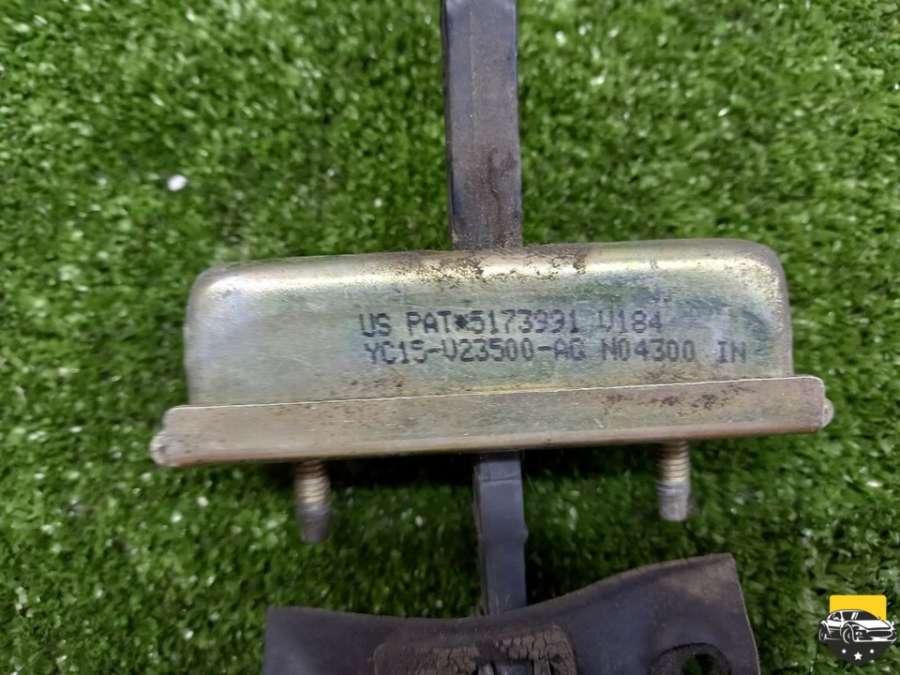 US PAT*5173991 V184
YC15-V23500-AG N04300 IN